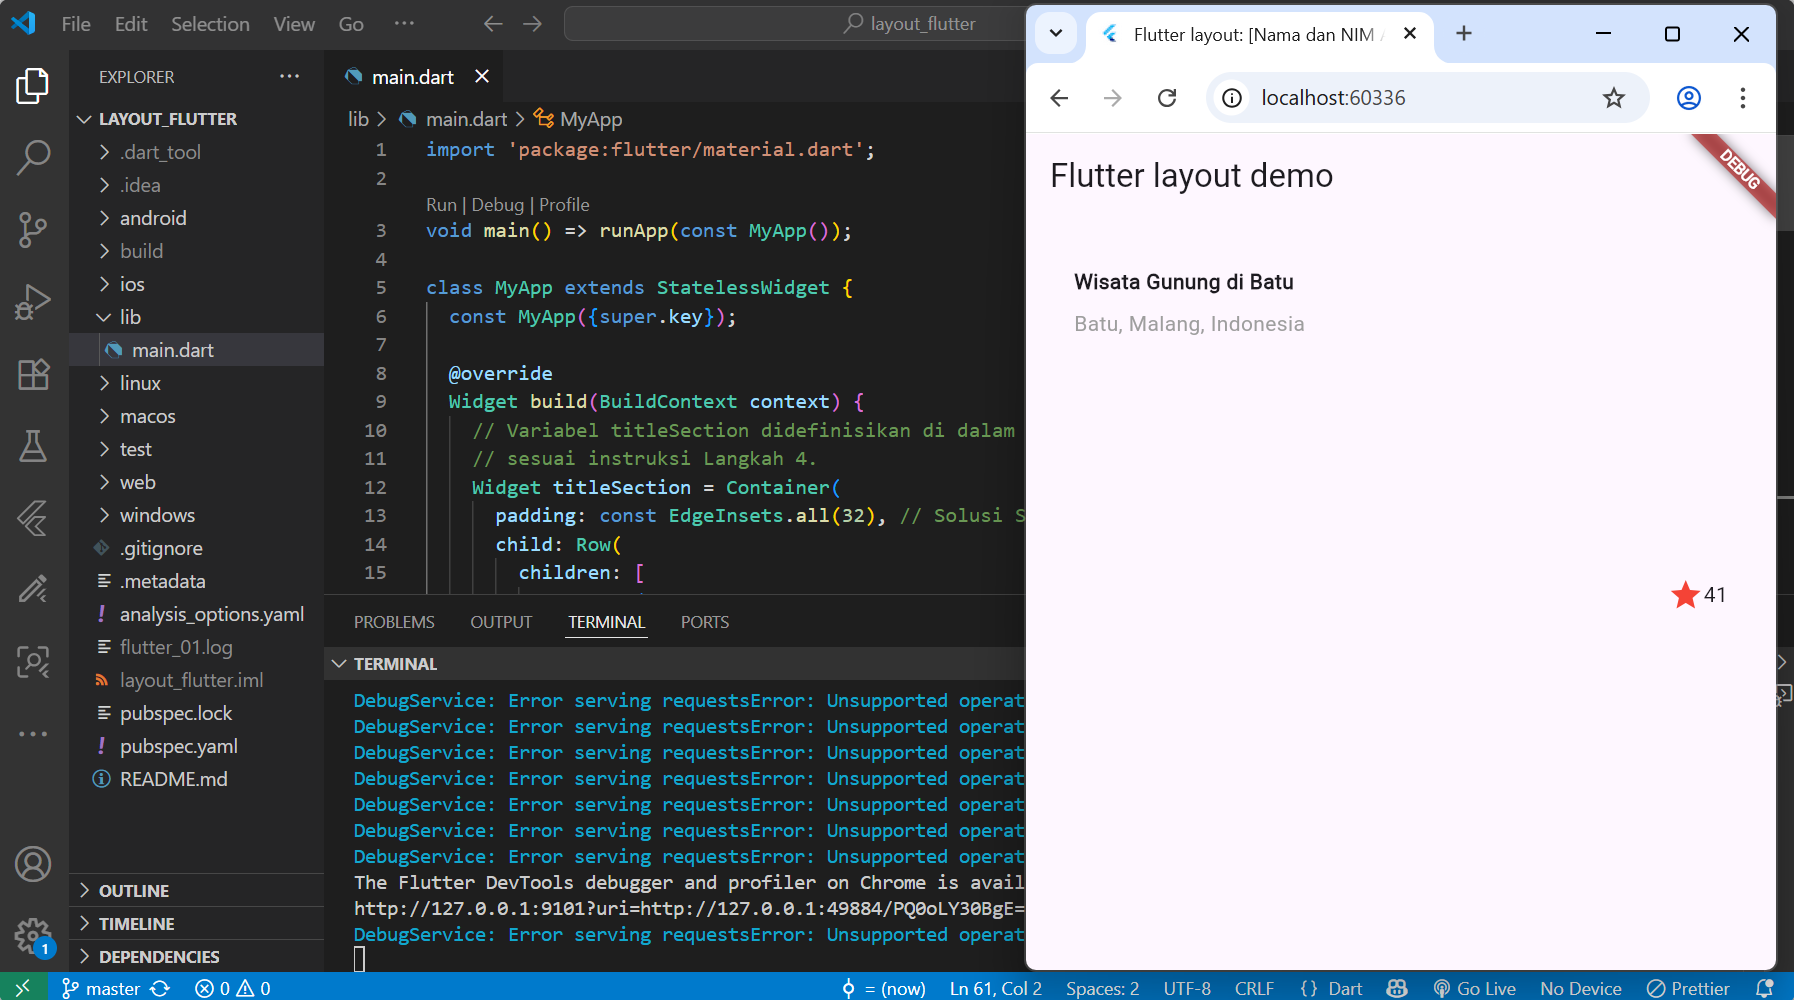 File Edit Selection View Go ··· layout_flutter
EXPLORER ···
LAYOUT_FLUTTER
.dart_tool
.idea
android
build
ios
lib
main.dart
linux
macos
test
web
windows
.gitignore
.metadata
! analysis_options.yaml
flutter_01.log
layout_flutter.iml
pubspec.lock
! pubspec.yaml
README.md
OUTLINE
TIMELINE
DEPENDENCIES
1
main.dart
lib > main.dart > MyApp
1 import 'package:flutter/material.dart';
2
Run | Debug | Profile
3 void main() => runApp(const MyApp());
4
5 class MyApp extends StatelessWidget {
6 const MyApp({super.key});
7
8 @override
9 Widget build(BuildContext context) {
10 // Variabel titleSection didefinisikan di dalam
11 // sesuai instruksi Langkah 4.
12 Widget titleSection = Container(
13 padding: const EdgeInsets.all(32), // Solusi S
14 child: Row(
15 children: [
PROBLEMS OUTPUT TERMINAL PORTS
TERMINAL
DebugService: Error serving requestsError: Unsupported operat
DebugService: Error serving requestsError: Unsupported operat
DebugService: Error serving requestsError: Unsupported operat
DebugService: Error serving requestsError: Unsupported operat
DebugService: Error serving requestsError: Unsupported operat
DebugService: Error serving requestsError: Unsupported operat
DebugService: Error serving requestsError: Unsupported operat
The Flutter DevTools debugger and profiler on Chrome is avail
http://127.0.0.1:9101?uri=http://127.0.0.1:49884/PQ0oLY30BgE=
DebugService: Error serving requestsError: Unsupported operat
Flutter layout: [Nama dan NIM
localhost:60336
Flutter layout demo
DEBUG
Wisata Gunung di Batu
Batu, Malang, Indonesia
41
master 0 0 = (now) Ln 61, Col 2 Spaces: 2 UTF-8 CRLF {} Dart Go Live No Device Prettier